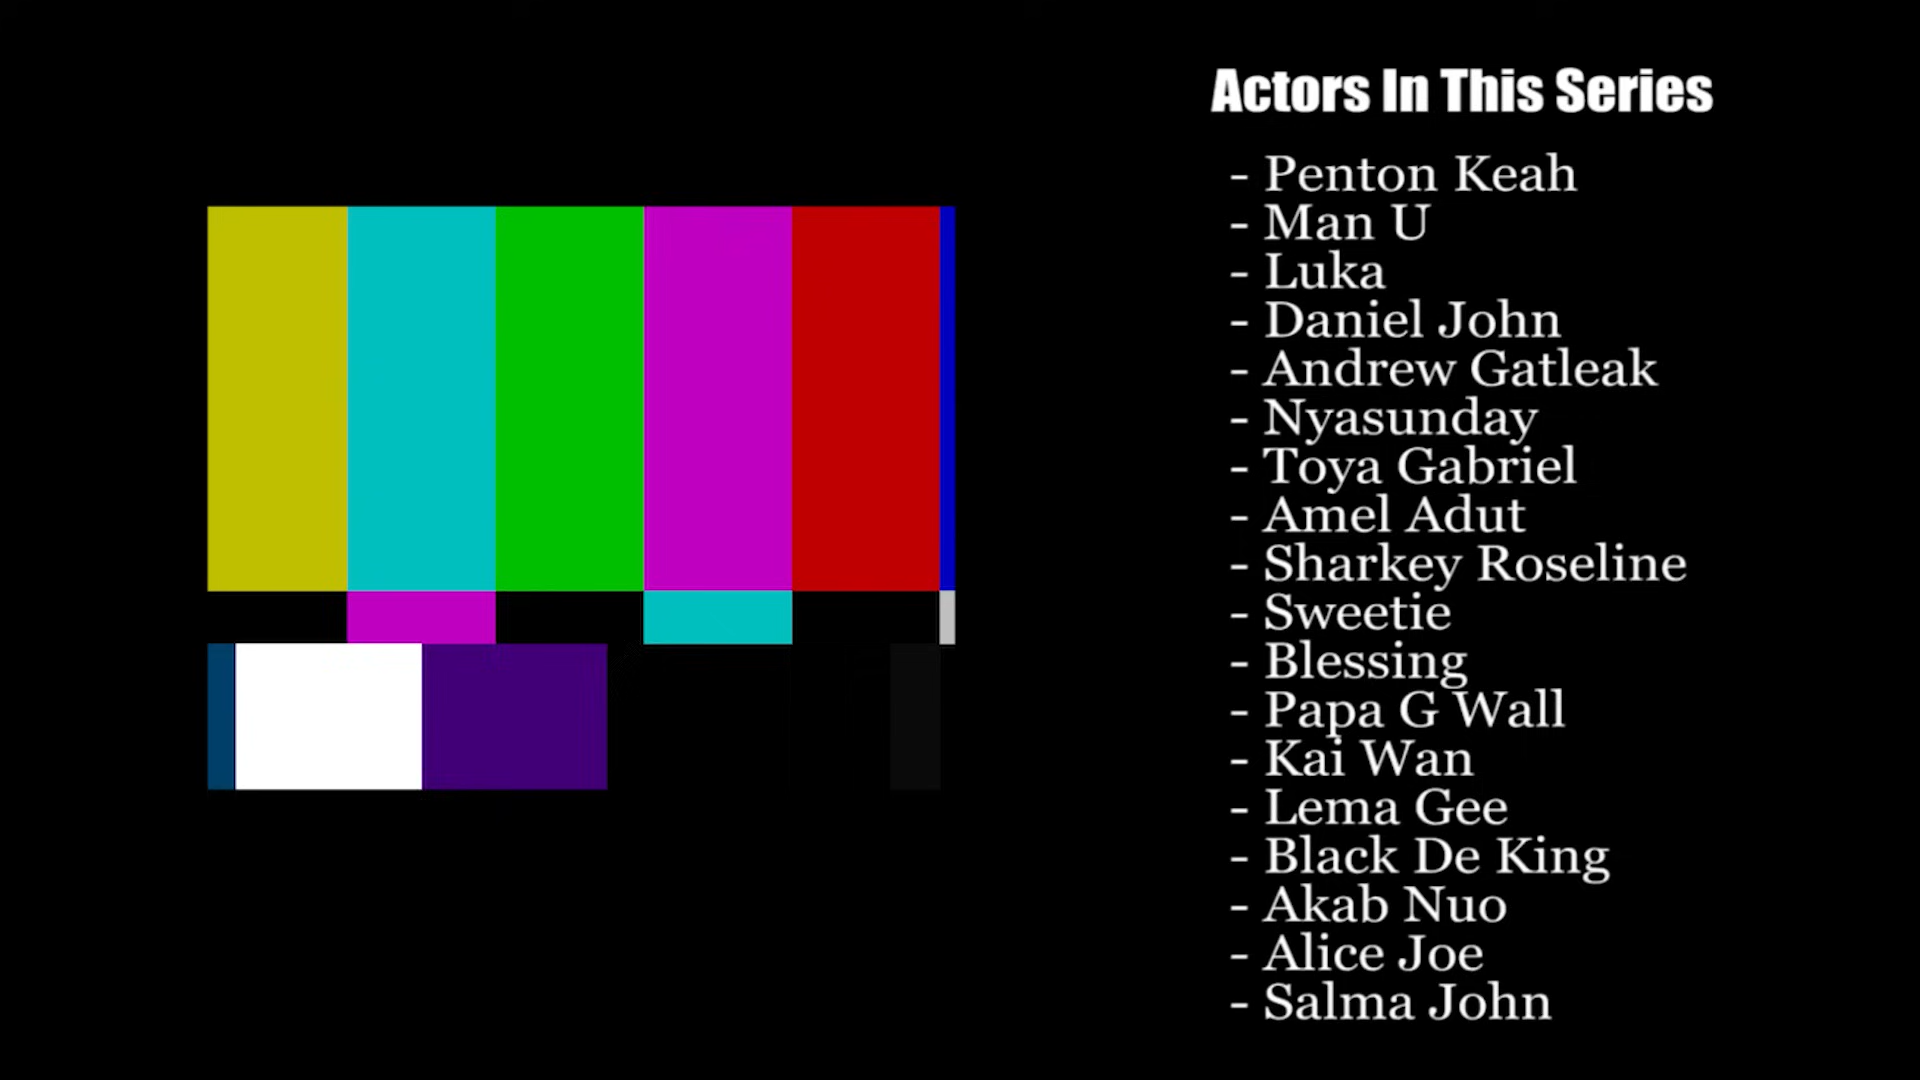 Actors In This Series
- Penton Keah
- Man U
- Luka
- Daniel John
- Andrew Gatleak
- Nyasunday
- Toya Gabriel
- Amel Adut
- Sharkey Roseline
- Sweetie
- Blessing
- Papa G Wall
- Kai Wan
- Lema Gee
- Black De King
- Akab Nuo
- Alice Joe
- Salma John